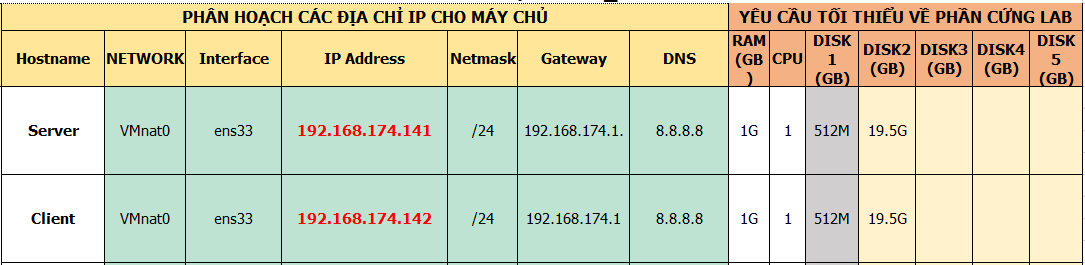 PHÂN HOẠCH CÁC ĐỊA CHỈ IP CHO MÁY CHỦ YÊU CẦU TỐI THIỂU VỀ PHẦN CỨNG LAB
Hostname NETWORK Interface IP Address Netmask Gateway DNS RAM (GB) CPU DISK 1 (GB) DISK2 (GB) DISK3 (GB) DISK4 (GB) DISK 5 (GB)
Server VMnat0 ens33 192.168.174.141 /24 192.168.174.1. 8.8.8.8 1G 1 512M 19.5G
Client VMnat0 ens33 192.168.174.142 /24 192.168.174.1 8.8.8.8 1G 1 512M 19.5G